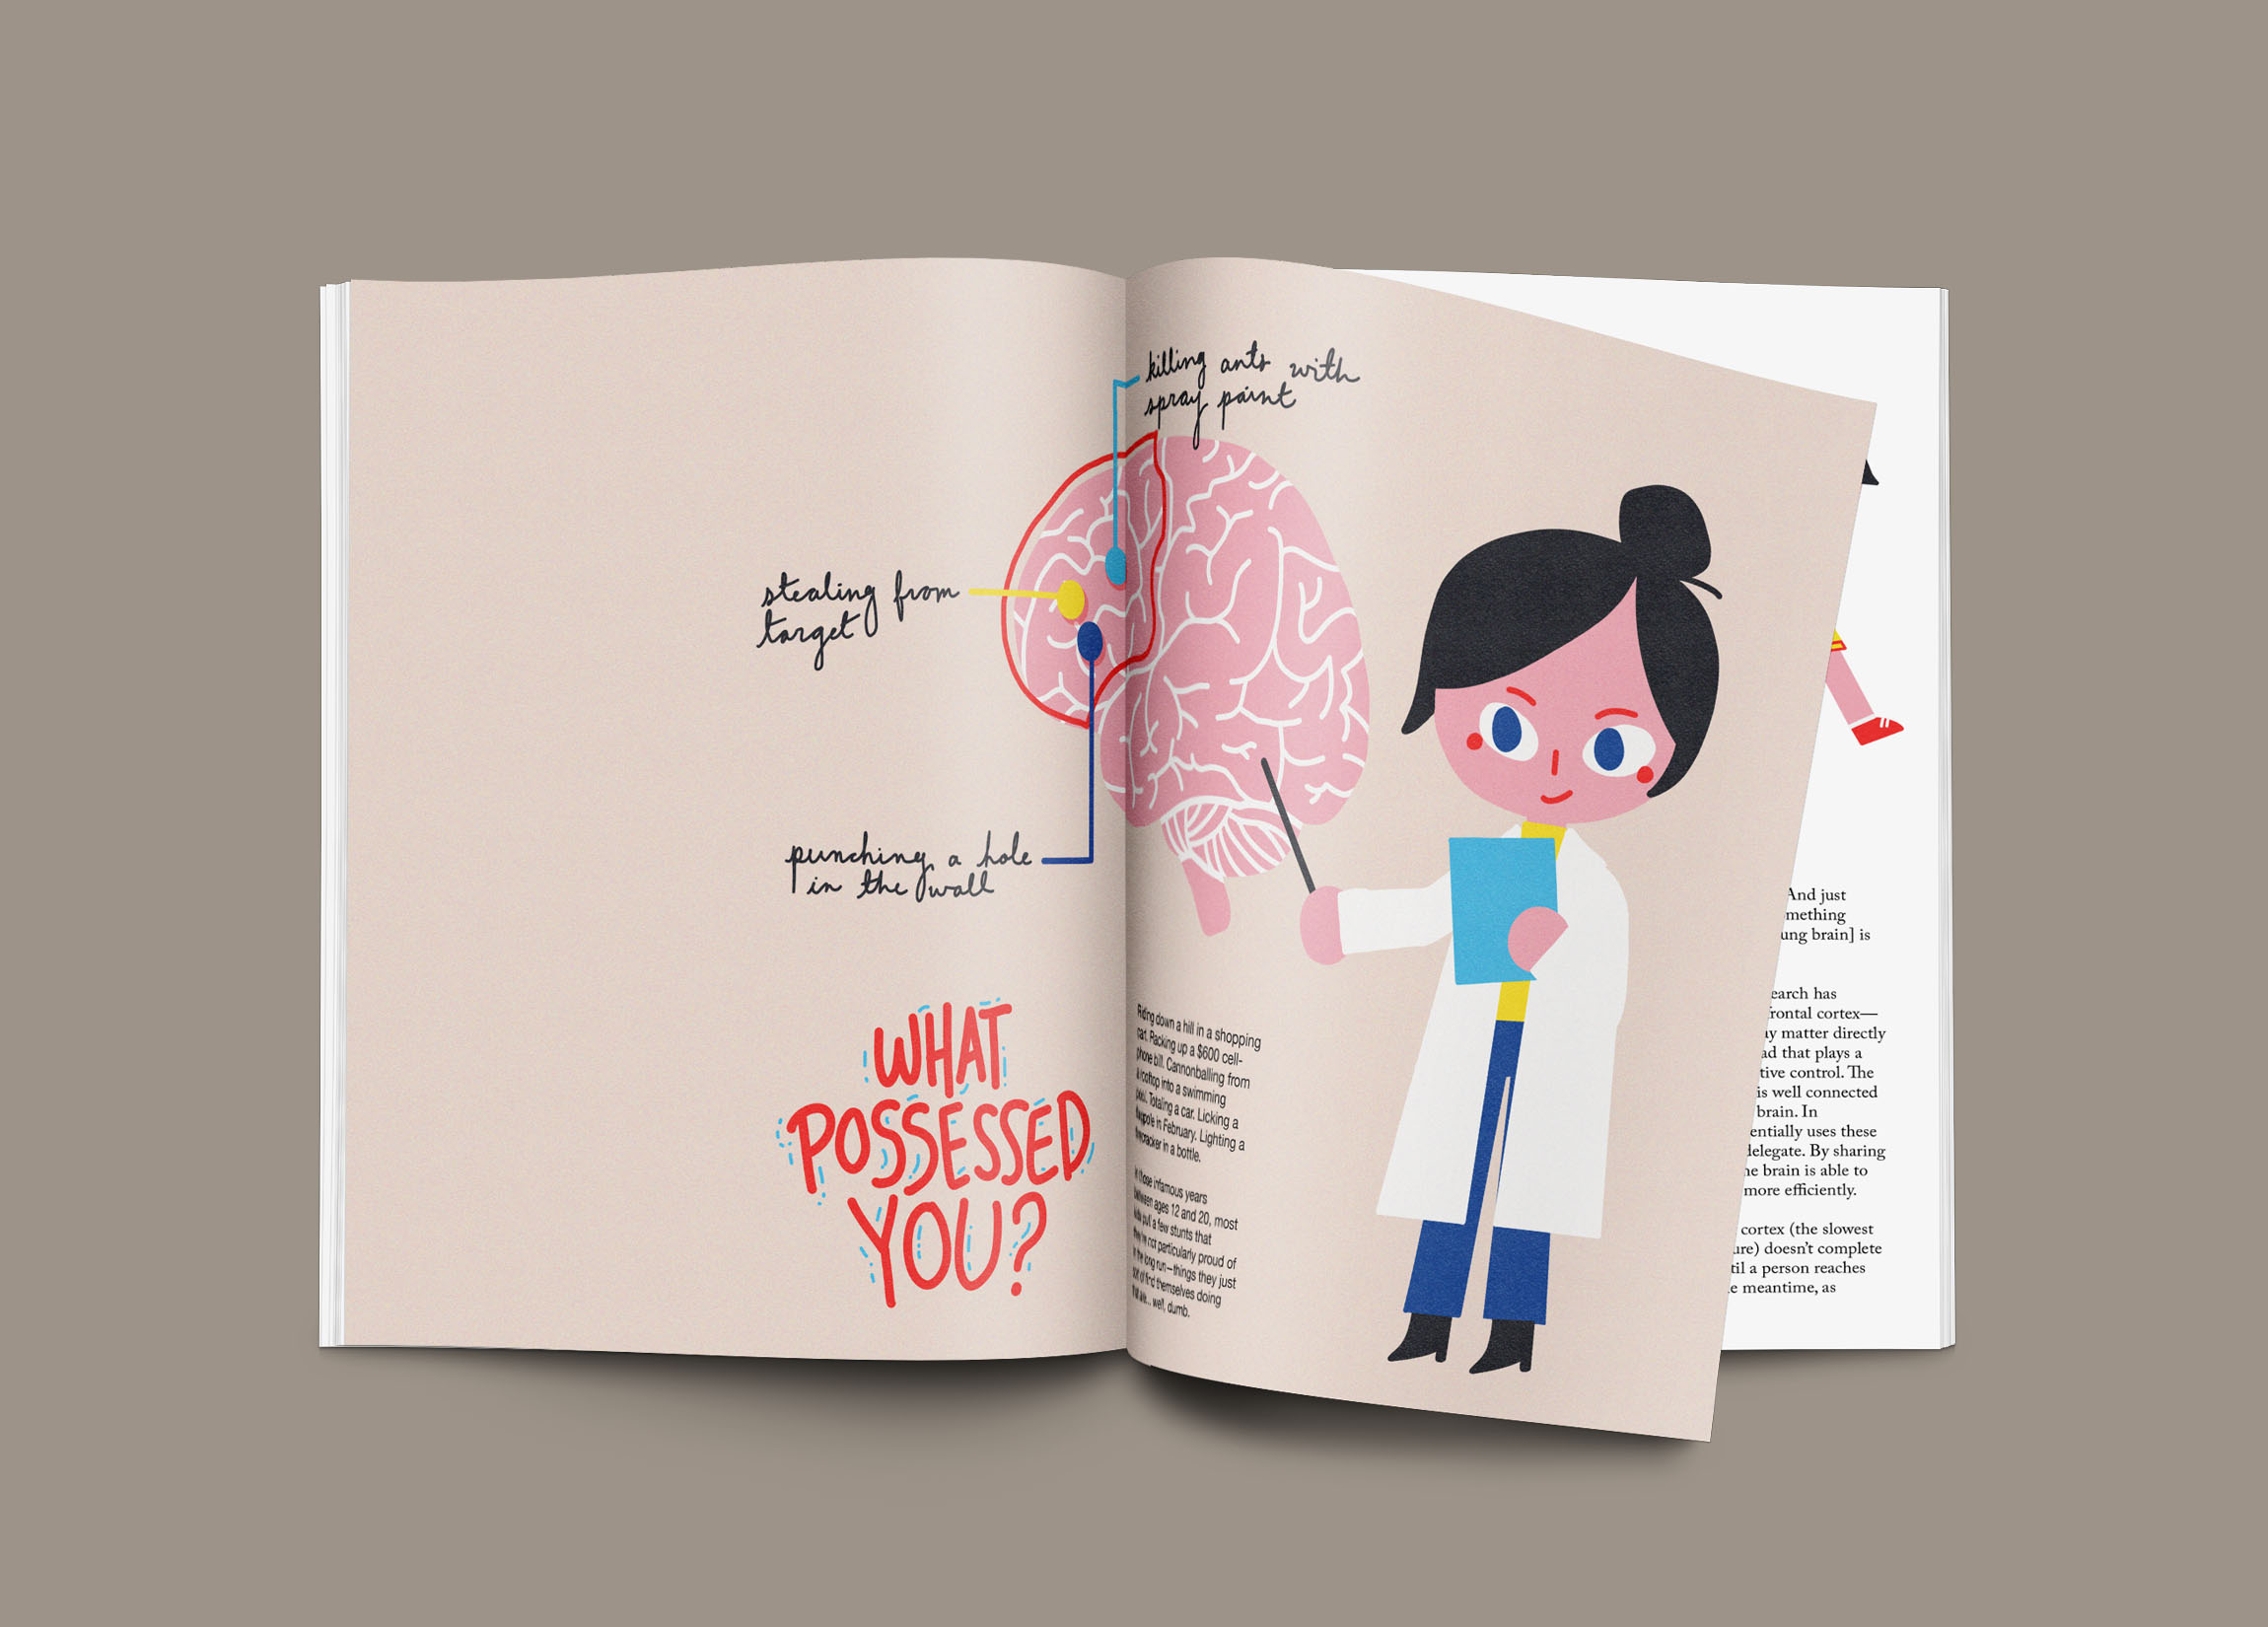 killing ants with
spray paint
stealing from
target
punching a hole
in the wall
WHAT
POSSESSED
YOU?
Riding down a hill in a shopping
cart. Racking up a $600 cell-
phone bill. Cannonballing from
a rooftop into a swimming
pool. Totaling a car. Licking a
flagpole in February. Lighting a
firecracker in a bottle.
In those infamous years
between ages 12 and 20, most
kids pull a few stunts that
they're not particularly proud of
in the long run—things they just
sort of find themselves doing
that are... well, dumb.
And just
mething
ung brain] is
earch has
frontal cortex—
ay matter directly
ad that plays a
tive control. The
is well connected
brain. In
entially uses these
delegate. By sharing
he brain is able to
more efficiently.
cortex (the slowest
ure) doesn't complete
til a person reaches
e meantime, as